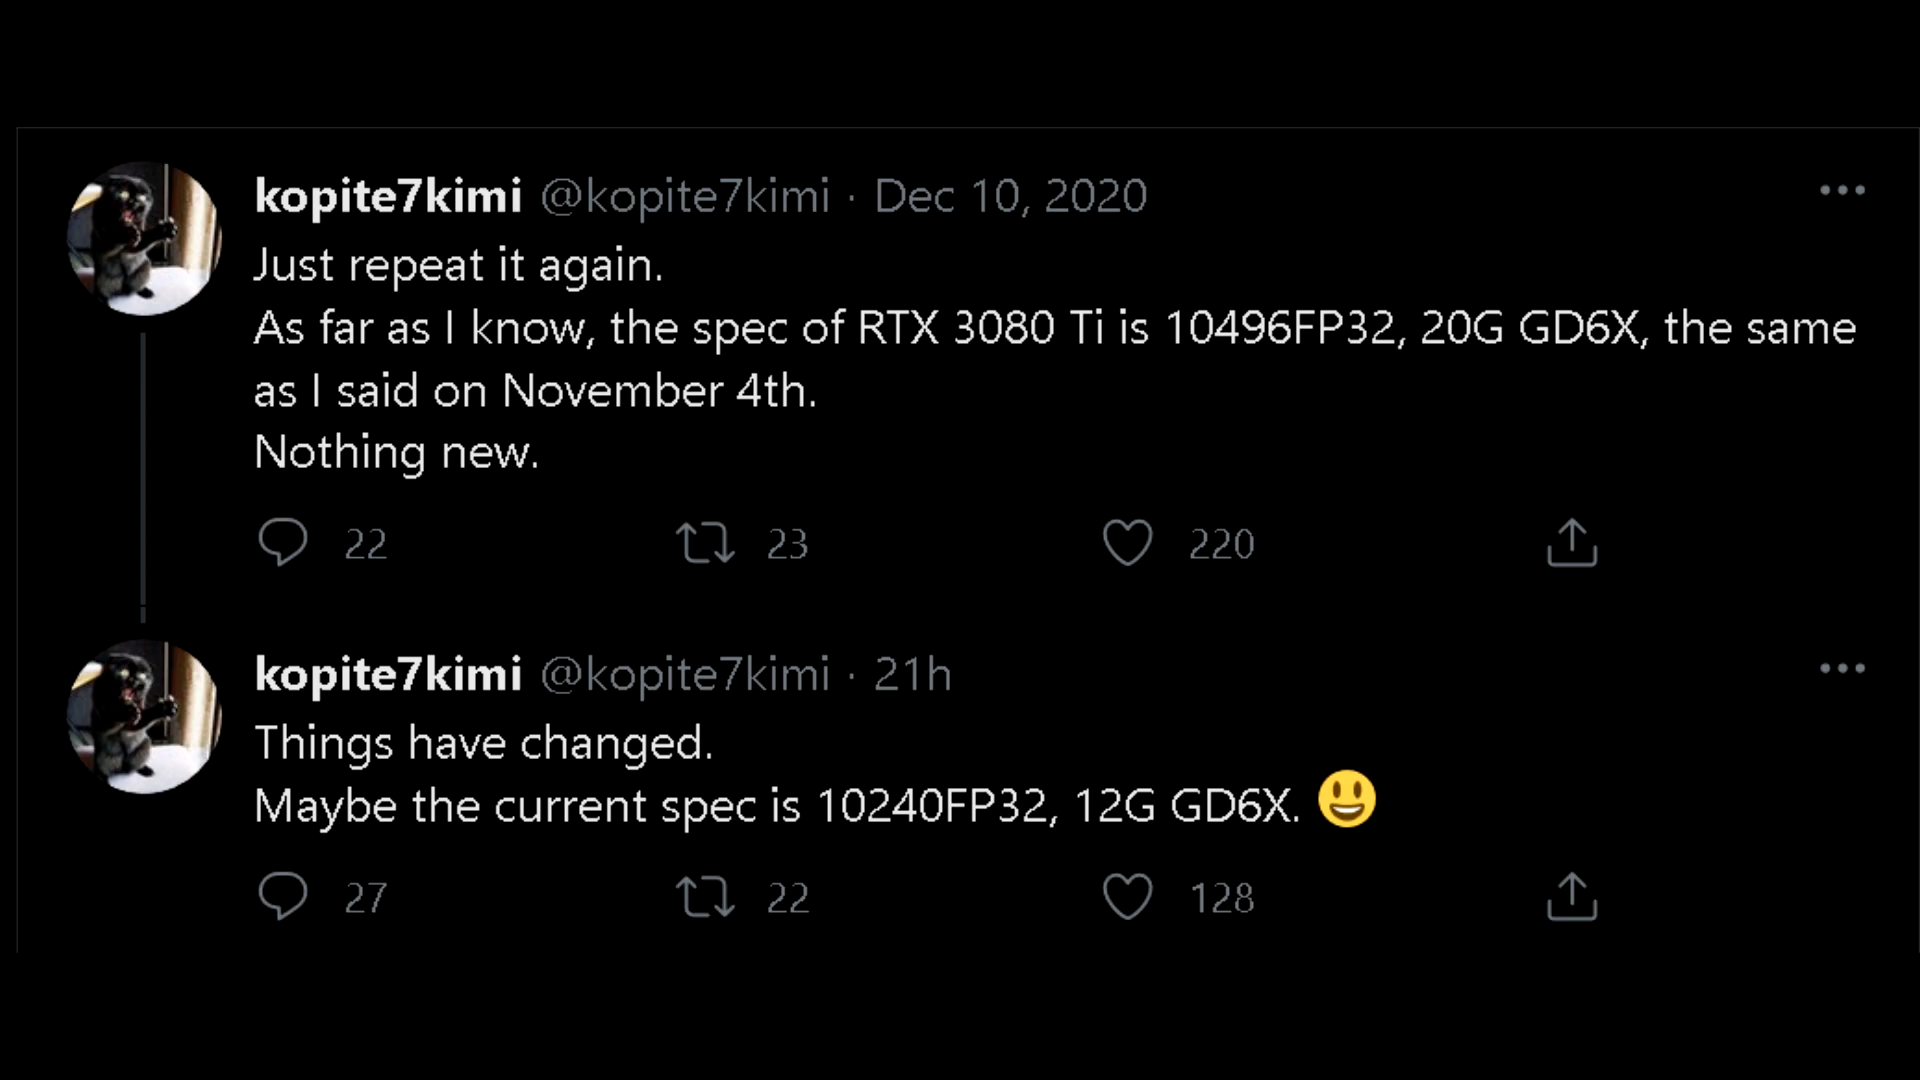 kopite7kimi @kopite7kimi · Dec 10, 2020
Just repeat it again.
As far as I know, the spec of RTX 3080 Ti is 10496FP32, 20G GD6X, the same
as I said on November 4th.
Nothing new.
22 23 220
kopite7kimi @kopite7kimi · 21h
Things have changed.
Maybe the current spec is 10240FP32, 12G GD6X. 😃
27 22 128